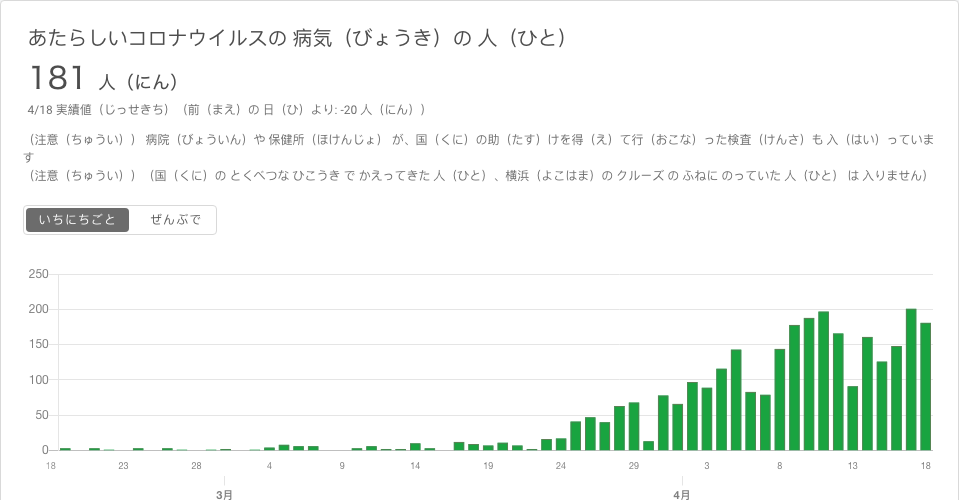 あたらしいコロナウイルスの 病気（びょうき）の 人（ひと）
181 人（にん）
4/18 実績値（じっせきち）（前（まえ）の 日（ひ）より: -20 人（にん））
（注意（ちゅうい）） 病院（びょういん）や 保健所（ほけんじょ） が、国（くに）の助（たす）けを得（え）て行（おこな）った検査（けんさ）も 入（はい）っていま
す
（注意（ちゅうい））（国（くに）の とくべつな ひこうき で かえってきた 人（ひと）、横浜（よこはま）の クルーズ の ふねに のっていた 人（ひと） は 入りません）
いちにちごと ぜんぶで
250
200
150
100
50
0
18 23 28 4 9 14 19 24 29 3 8 13 18
3月 4月